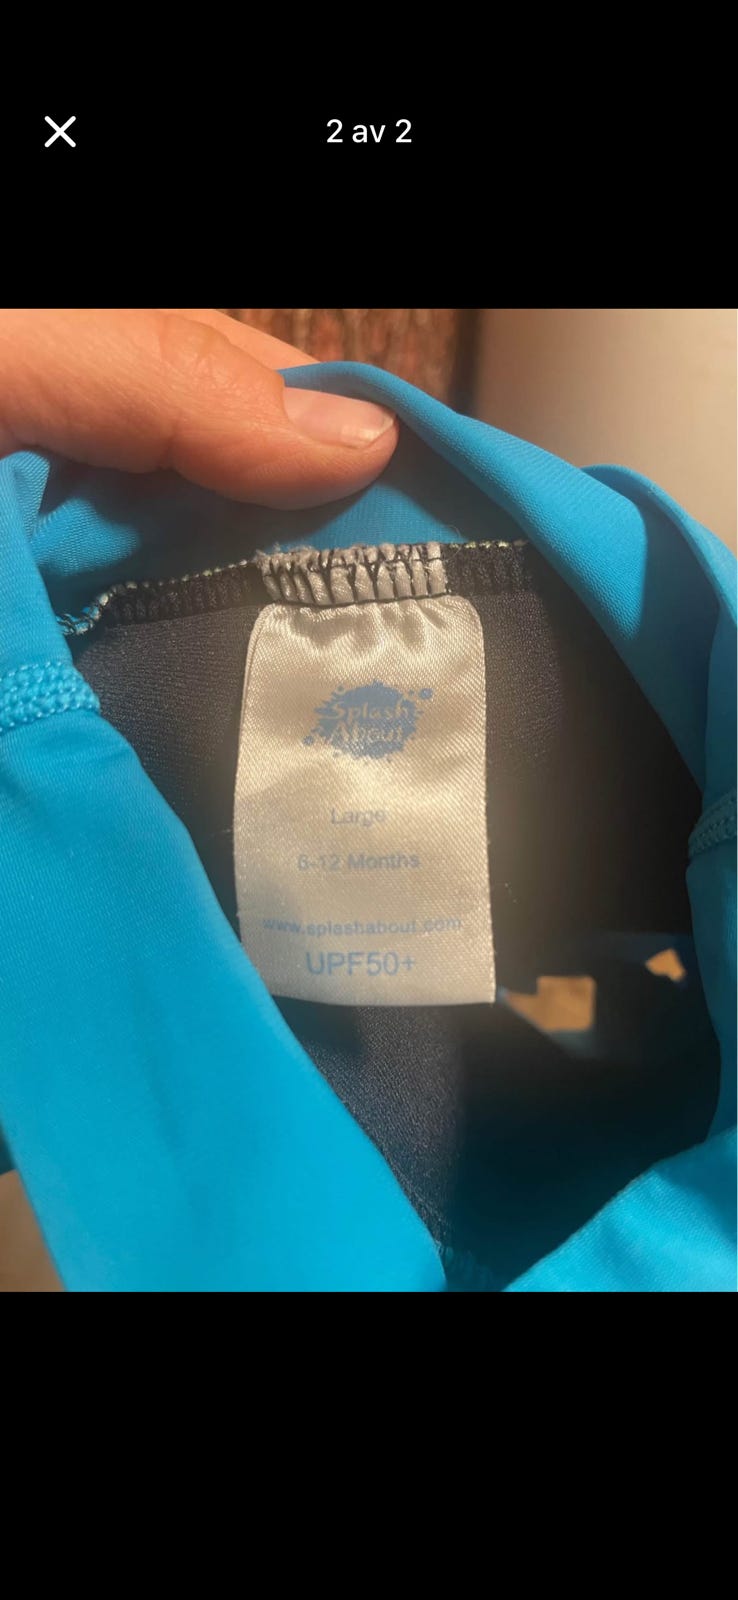 2 av 2
Splash
About
Large
6-12 Months
www.splashabout.com
UPF50+